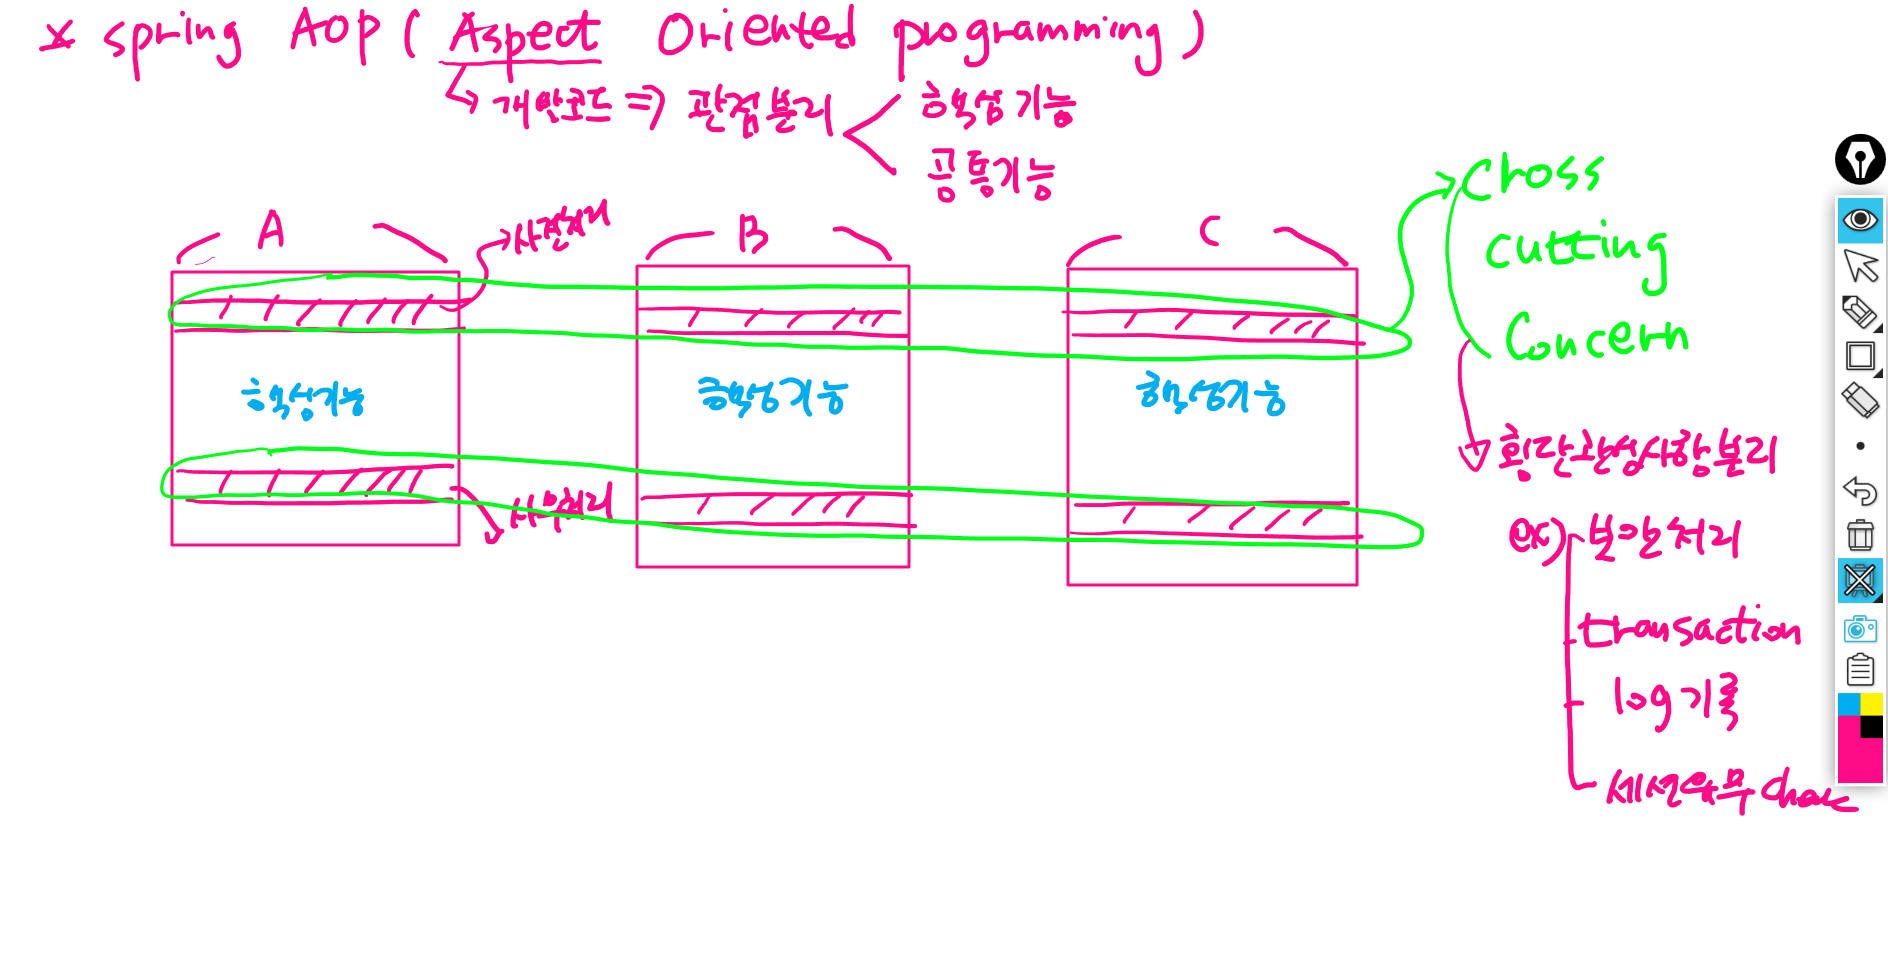 * spring AOP ( Aspect Oriented programming )
↳ 개발코드 ⇒ 관점분리 < 핵심기능
공통기능
A
사전처리
B
C
Cross
cutting
Concern
핵심기능
핵심기능
핵심기능
사후처리
횡단관심사항분리
ex) 보안처리
transaction
log기록
세션유무 check